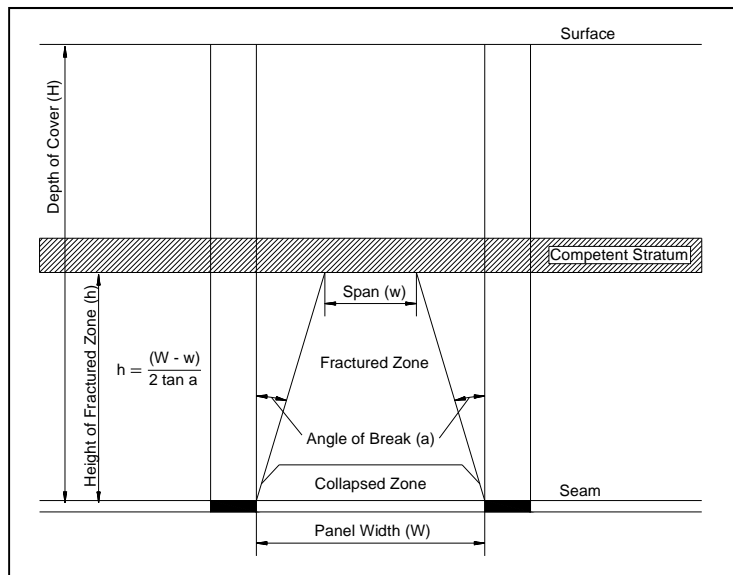 Surface
Depth of Cover (H)
Competent Stratum
Span (w)
Height of Fractured Zone (h)
h = (W - w) / 2 tan a
Fractured Zone
Angle of Break (a)
Collapsed Zone
Seam
Panel Width (W)